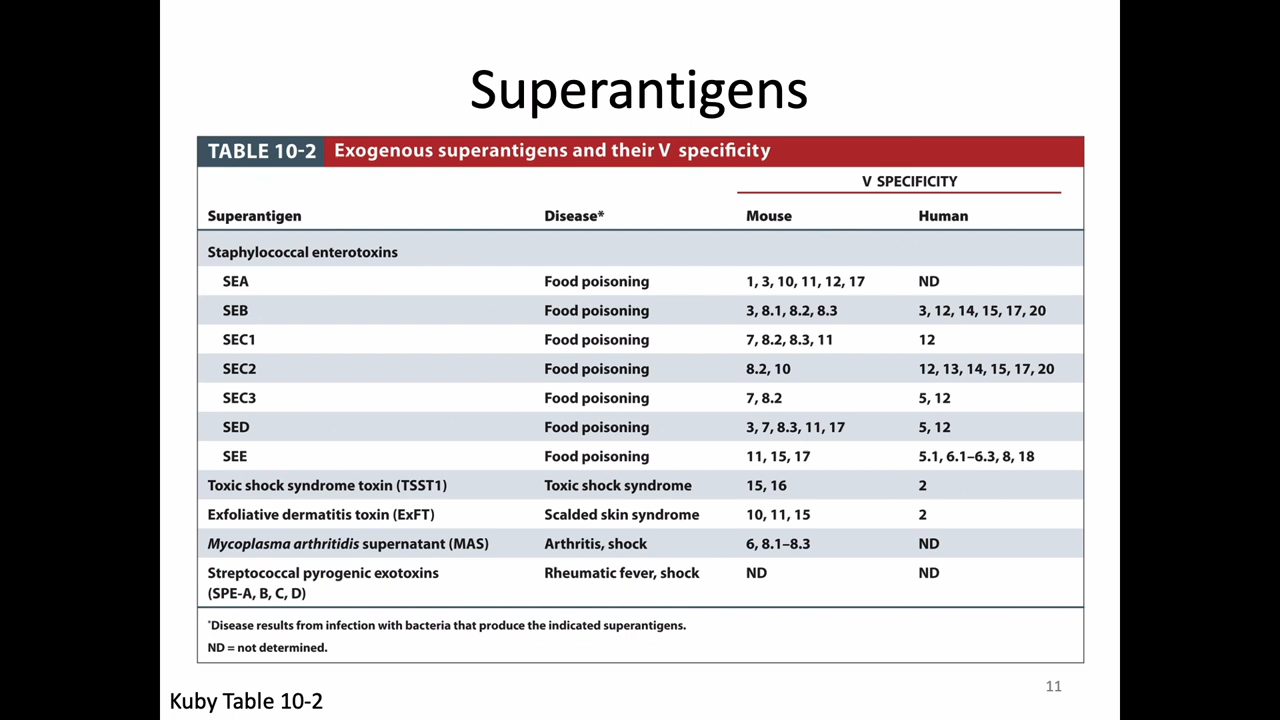 Superantigens
TABLE 10-2 Exogenous superantigens and their V specificity
V SPECIFICITY
Superantigen Disease* Mouse Human
Staphylococcal enterotoxins
SEA Food poisoning 1, 3, 10, 11, 12, 17 ND
SEB Food poisoning 3, 8.1, 8.2, 8.3 3, 12, 14, 15, 17, 20
SEC1 Food poisoning 7, 8.2, 8.3, 11 12
SEC2 Food poisoning 8.2, 10 12, 13, 14, 15, 17, 20
SEC3 Food poisoning 7, 8.2 5, 12
SED Food poisoning 3, 7, 8.3, 11, 17 5, 12
SEE Food poisoning 11, 15, 17 5.1, 6.1–6.3, 8, 18
Toxic shock syndrome toxin (TSST1) Toxic shock syndrome 15, 16 2
Exfoliative dermatitis toxin (ExFT) Scalded skin syndrome 10, 11, 15 2
Mycoplasma arthritidis supernatant (MAS) Arthritis, shock 6, 8.1–8.3 ND
Streptococcal pyrogenic exotoxins Rheumatic fever, shock ND ND
(SPE-A, B, C, D)
*Disease results from infection with bacteria that produce the indicated superantigens.
ND = not determined.
11
Kuby Table 10-2